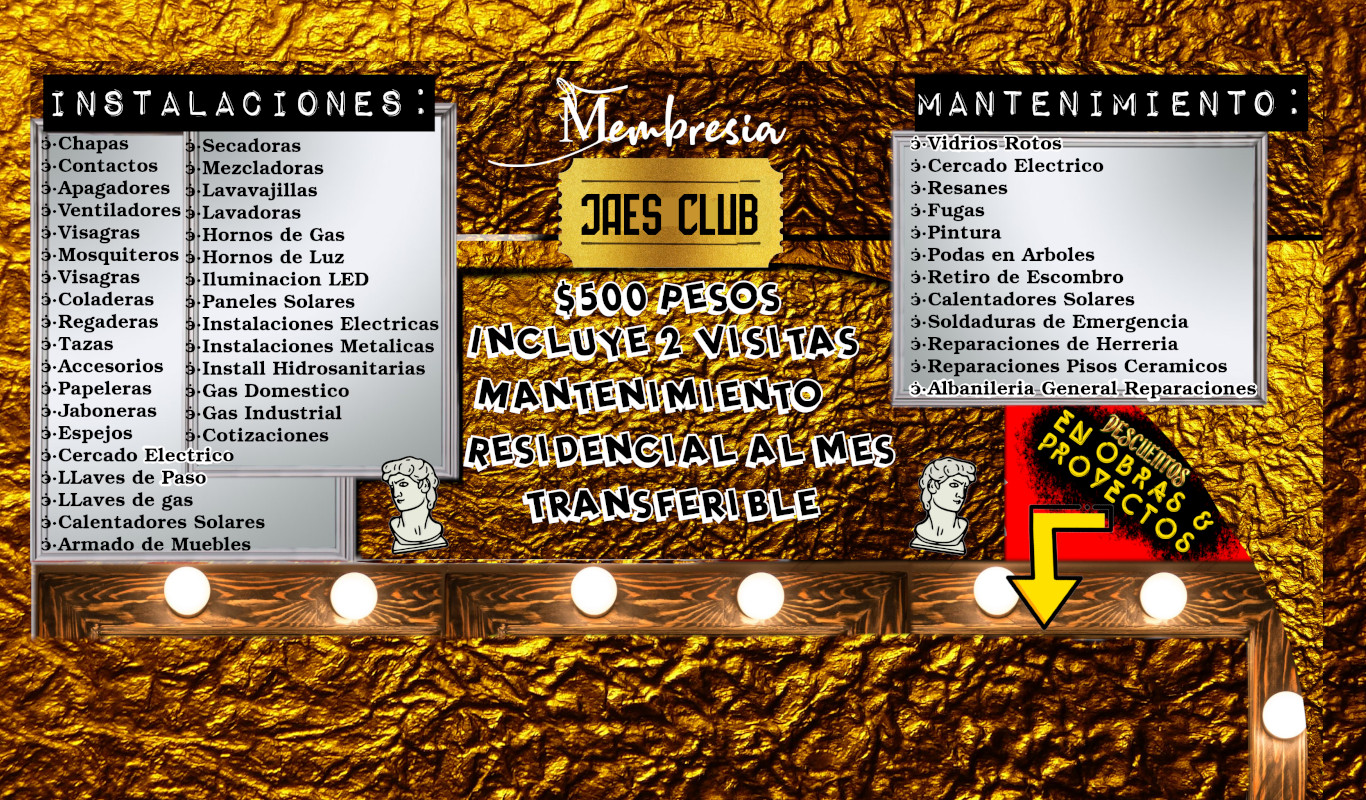 INSTALACIONES:
Chapas
Contactos
Apagadores
Ventiladores
Visagras
Mosquiteros
Visagras
Coladeras
Regaderas
Tazas
Accesorios
Papeleras
Jaboneras
Espejos
Cercado Electrico
LLaves de Paso
LLaves de gas
Calentadores Solares
Armado de Muebles
Secadoras
Mezcladoras
Lavavajillas
Lavadoras
Hornos de Gas
Hornos de Luz
Iluminacion LED
Paneles Solares
Instalaciones Electricas
Instalaciones Metalicas
Install Hidrosanitarias
Gas Domestico
Gas Industrial
Cotizaciones
Membresia
JAES CLUB
$500 PESOS
INCLUYE 2 VISITAS
MANTENIMIENTO
RESIDENCIAL AL MES
TRANSFERIBLE
MANTENIMIENTO:
Vidrios Rotos
Cercado Electrico
Resanes
Fugas
Pintura
Podas en Arboles
Retiro de Escombro
Calentadores Solares
Soldaduras de Emergencia
Reparaciones de Herreria
Reparaciones Pisos Ceramicos
Albanileria General Reparaciones
DESCUENTOS
EN OBRAS &
PROYECTOS